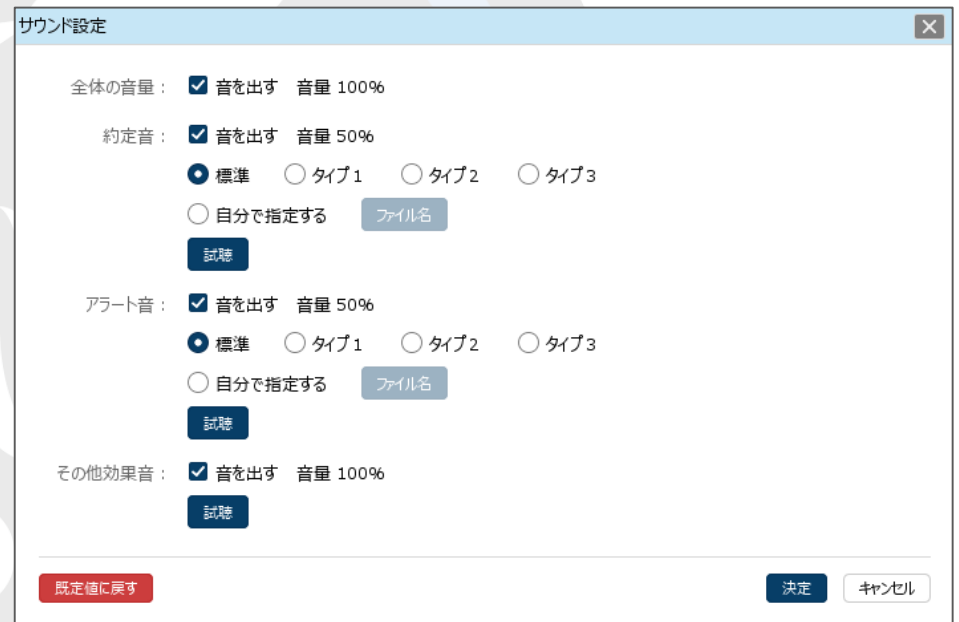 サウンド設定
全体の音量： 音を出す 音量 100%
約定音： 音を出す 音量 50%
標準 タイプ1 タイプ2 タイプ3
自分で指定する ファイル名
試聴
アラート音： 音を出す 音量 50%
標準 タイプ1 タイプ2 タイプ3
自分で指定する ファイル名
試聴
その他効果音： 音を出す 音量 100%
試聴
既定値に戻す 決定 キャンセル